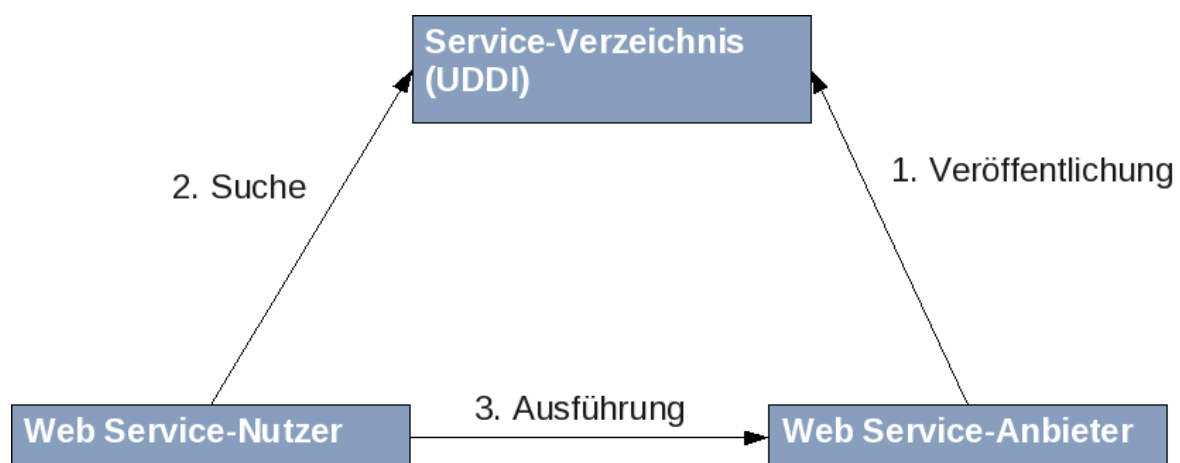 Service-Verzeichnis
(UDDI)
2. Suche
1. Veröffentlichung
3. Ausführung
Web Service-Nutzer
Web Service-Anbieter